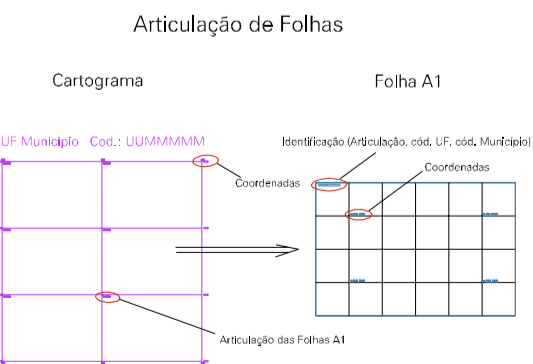 Articulação de Folhas
Cartograma
Folha A1
UF Município Cod.: UUMMMMM
Identificação (Articulação, cód. UF, cód. Município)
Coordenadas
Coordenadas
Articulação das Folhas A1